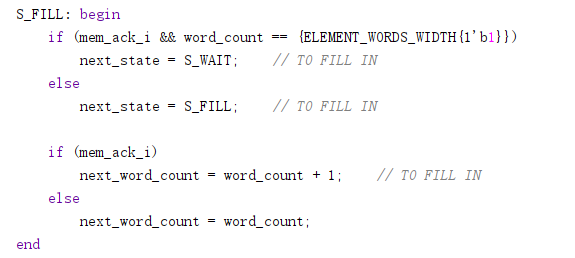 S_FILL: begin
if (mem_ack_i && word_count == {ELEMENT_WORDS_WIDTH{1'b1}})
next_state = S_WAIT; // TO FILL IN
else
next_state = S_FILL; // TO FILL IN
if (mem_ack_i)
next_word_count = word_count + 1; // TO FILL IN
else
next_word_count = word_count;
end